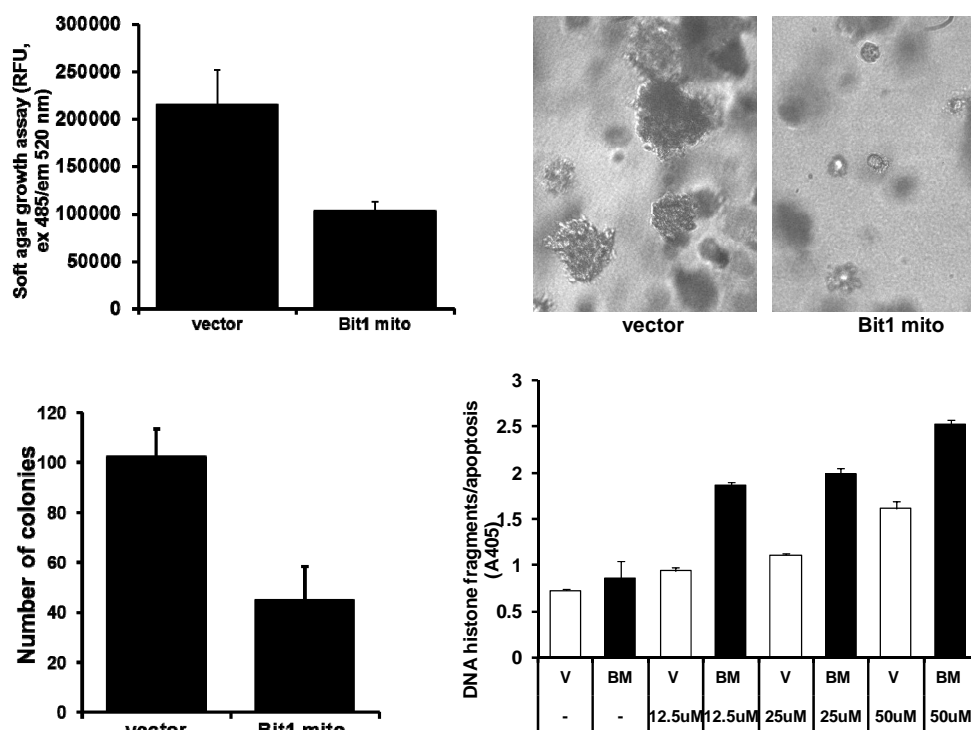 Soft agar growth assay (RFU,
ex 485/em 520 nm)
300000
250000
200000
150000
100000
50000
0
vector
Bit1 mito
vector
Bit1 mito
Number of colonies
120
100
80
60
40
20
0
vector
Bit1 mito
DNA histone fragments/apoptosis
(A405)
3
2.5
2
1.5
1
0.5
0
V BM V BM V BM V BM
- - 12.5uM 12.5uM 25uM 25uM 50uM 50uM